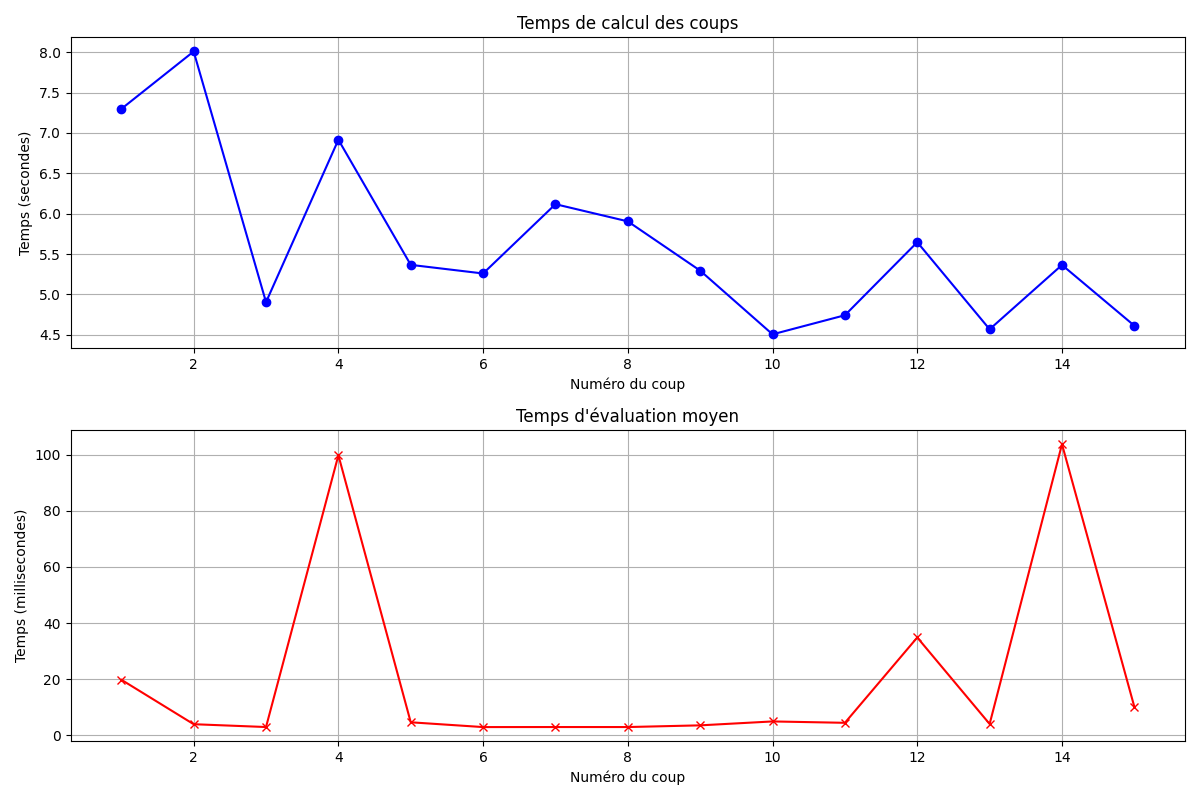 Temps de calcul des coups
8.0
7.5
7.0
6.5
6.0
5.5
5.0
4.5
Temps (secondes)
2 4 6 8 10 12 14
Numéro du coup
Temps d'évaluation moyen
100
80
60
40
20
0
Temps (millisecondes)
2 4 6 8 10 12 14
Numéro du coup